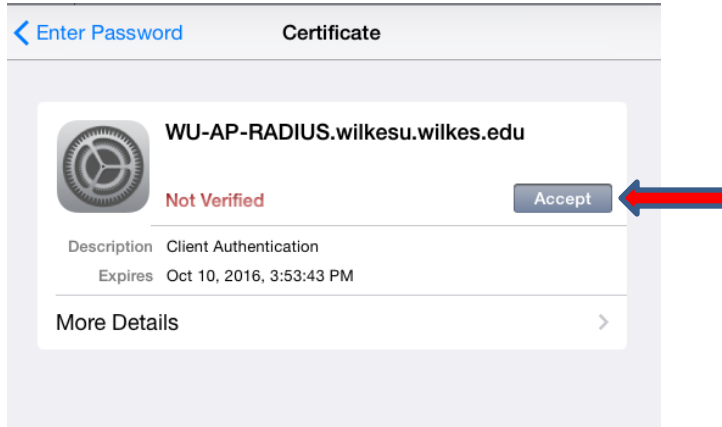 Enter Password Certificate
WU-AP-RADIUS.wilkesu.wilkes.edu
Not Verified Accept
Description Client Authentication
Expires Oct 10, 2016, 3:53:43 PM
More Details